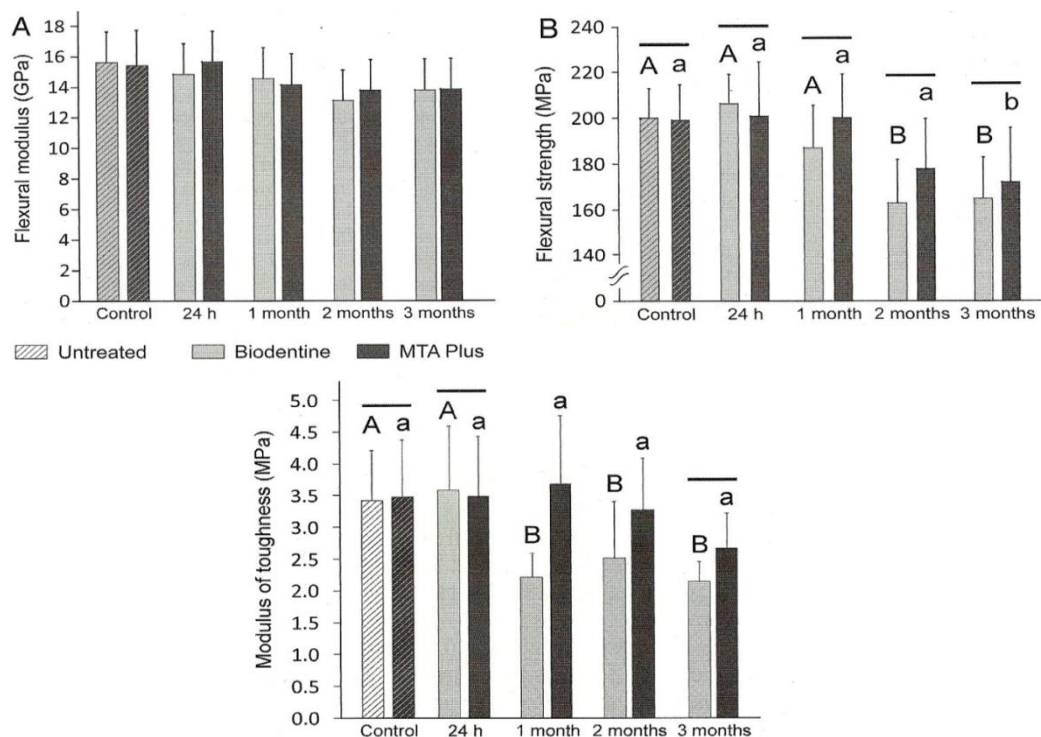 A
Flexural modulus (GPa)
18
16
14
12
10
8
6
4
2
0
Control 24 h 1 month 2 months 3 months
B
Flexural strength (MPa)
240
220
200
180
160
140
0
A a A a A a B a B b
Control 24 h 1 month 2 months 3 months
Untreated Biodentine MTA Plus
Modulus of toughness (MPa)
5.0
4.5
4.0
3.5
3.0
2.5
2.0
1.5
1.0
0.5
0.0
A a A a B a B a B a
Control 24 h 1 month 2 months 3 months